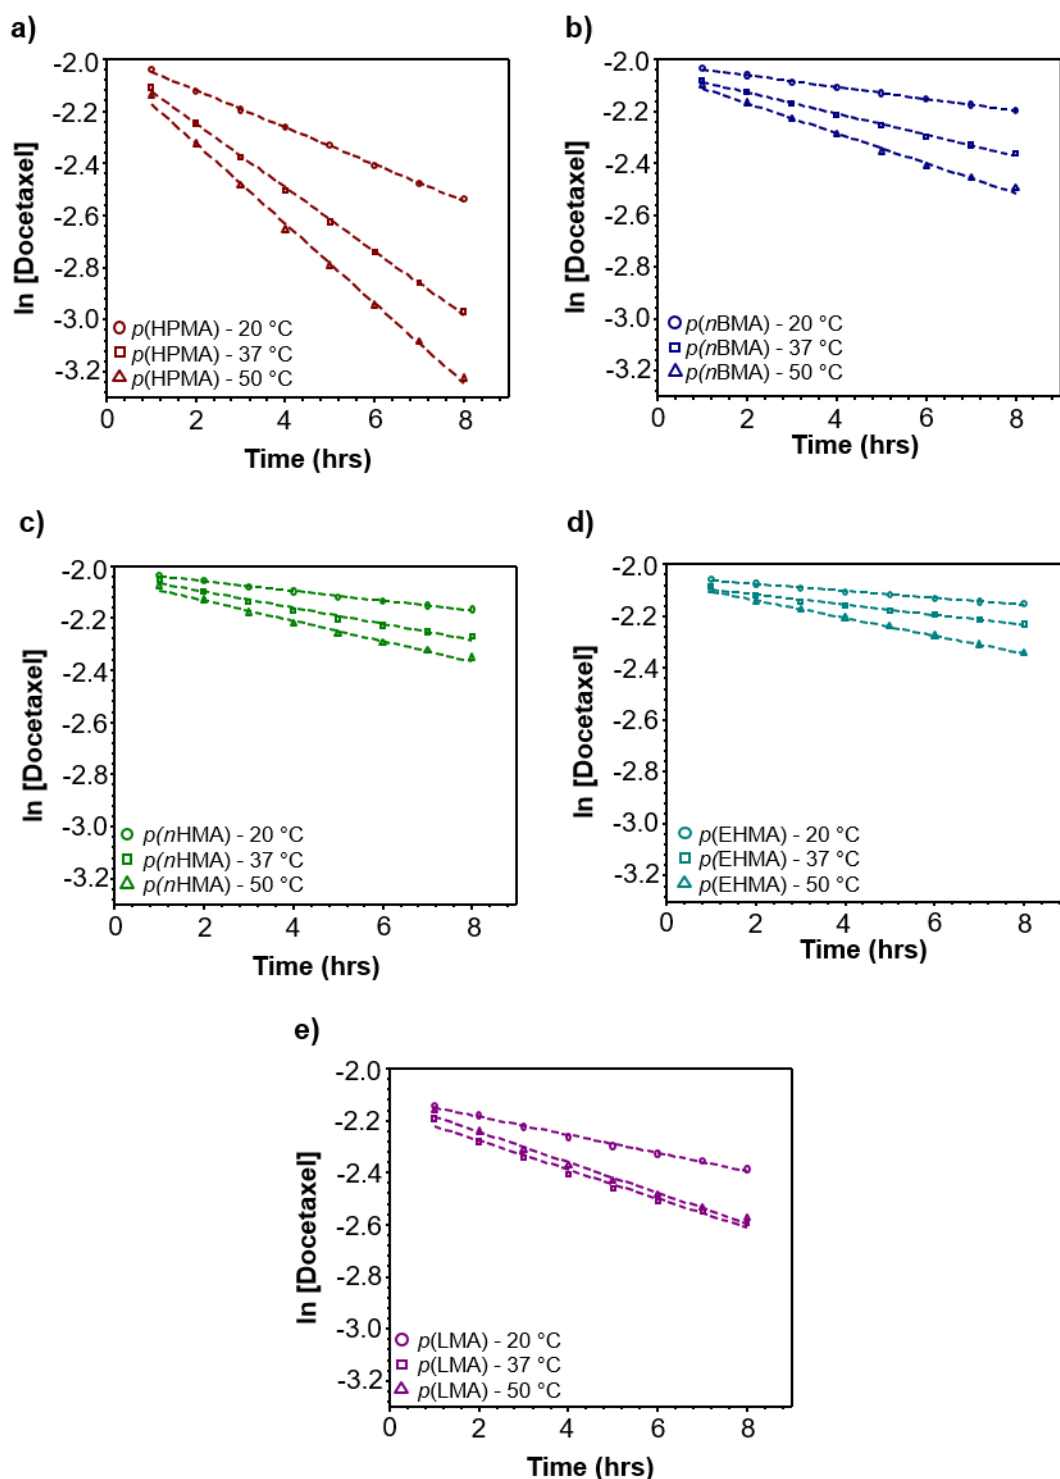 a)
-2.0
-2.2
-2.4
-2.6
-2.8
-3.0
-3.2
ln [Docetaxel]
p(HPMA) - 20 °C
p(HPMA) - 37 °C
p(HPMA) - 50 °C
0 2 4 6 8
Time (hrs)
b)
-2.0
-2.2
-2.4
-2.6
-2.8
-3.0
-3.2
ln [Docetaxel]
p(nBMA) - 20 °C
p(nBMA) - 37 °C
p(nBMA) - 50 °C
0 2 4 6 8
Time (hrs)
c)
-2.0
-2.2
-2.4
-2.6
-2.8
-3.0
-3.2
ln [Docetaxel]
p(nHMA) - 20 °C
p(nHMA) - 37 °C
p(nHMA) - 50 °C
0 2 4 6 8
Time (hrs)
d)
-2.0
-2.2
-2.4
-2.6
-2.8
-3.0
-3.2
ln [Docetaxel]
p(EHMA) - 20 °C
p(EHMA) - 37 °C
p(EHMA) - 50 °C
0 2 4 6 8
Time (hrs)
e)
-2.0
-2.2
-2.4
-2.6
-2.8
-3.0
-3.2
ln [Docetaxel]
p(LMA) - 20 °C
p(LMA) - 37 °C
p(LMA) - 50 °C
0 2 4 6 8
Time (hrs)